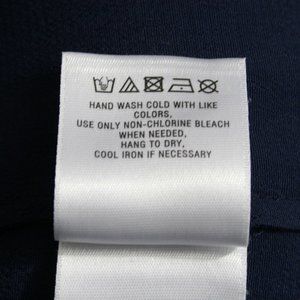 HAND WASH COLD WITH LIKE
COLORS,
USE ONLY NON-CHLORINE BLEACH
WHEN NEEDED,
HANG TO DRY,
COOL IRON IF NECESSARY